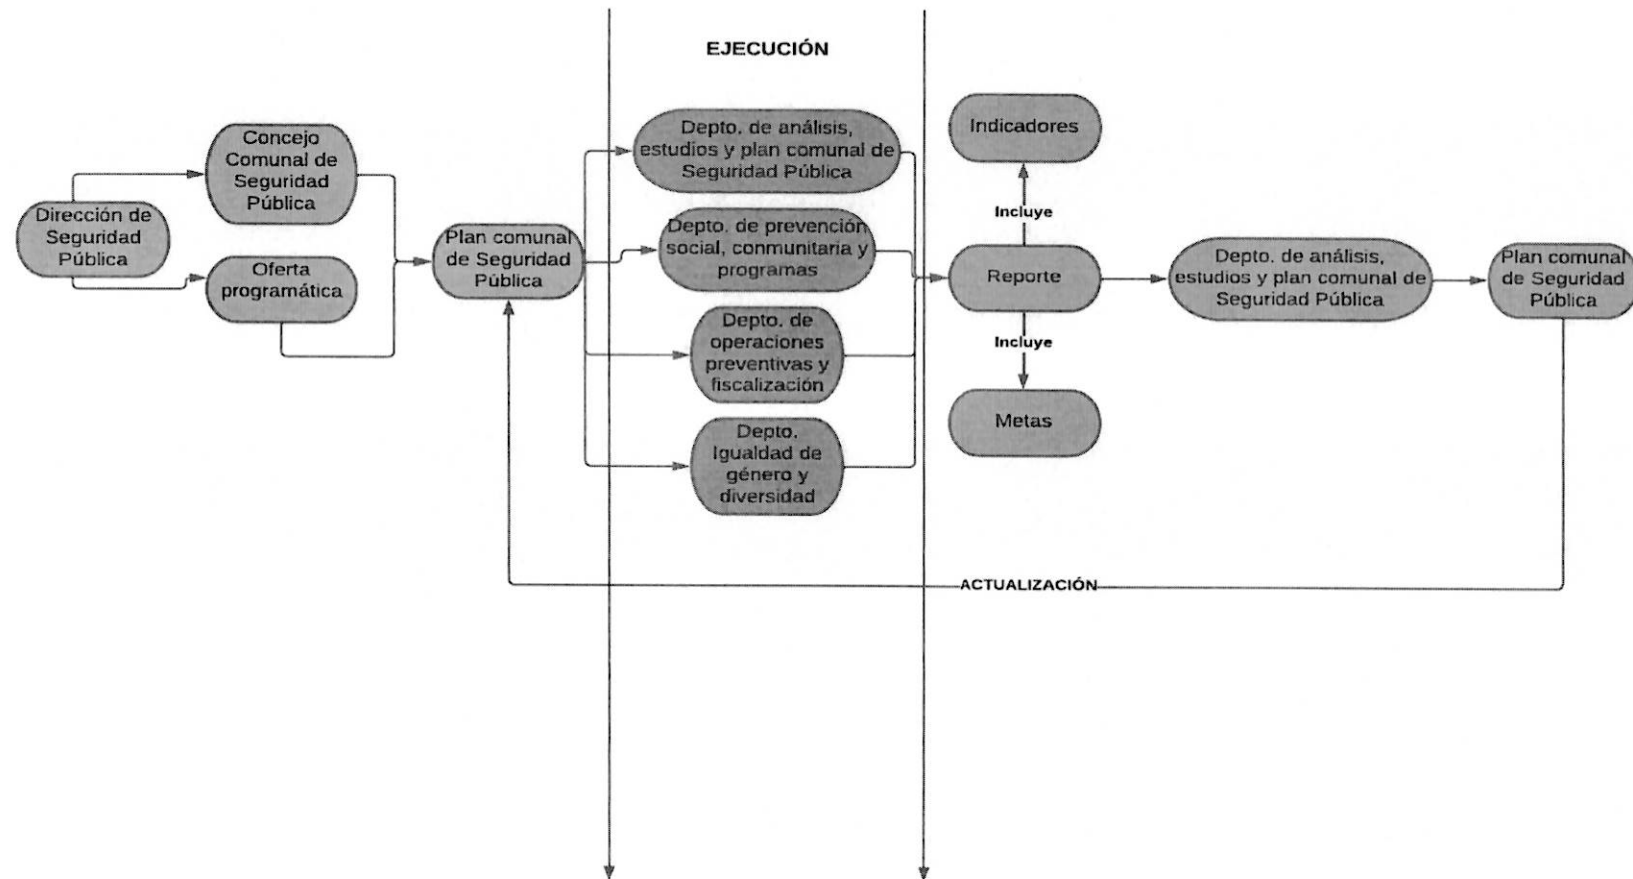 EJECUCIÓN
Concejo
Comunal de
Seguridad
Pública
Dirección de
Seguridad
Pública
Oferta
programática
Plan comunal
de Seguridad
Pública
Depto. de análisis,
estudios y plan comunal de
Seguridad Pública
Depto. de prevención
social, conmunitaria y
programas
Depto. de
operaciones
preventivas y
fiscalización
Depto.
Igualdad de
género y
diversidad
Indicadores
Incluye
Reporte
Incluye
Metas
Depto. de análisis,
estudios y plan comunal de
Seguridad Pública
Plan comunal
de Seguridad
Pública
ACTUALIZACIÓN